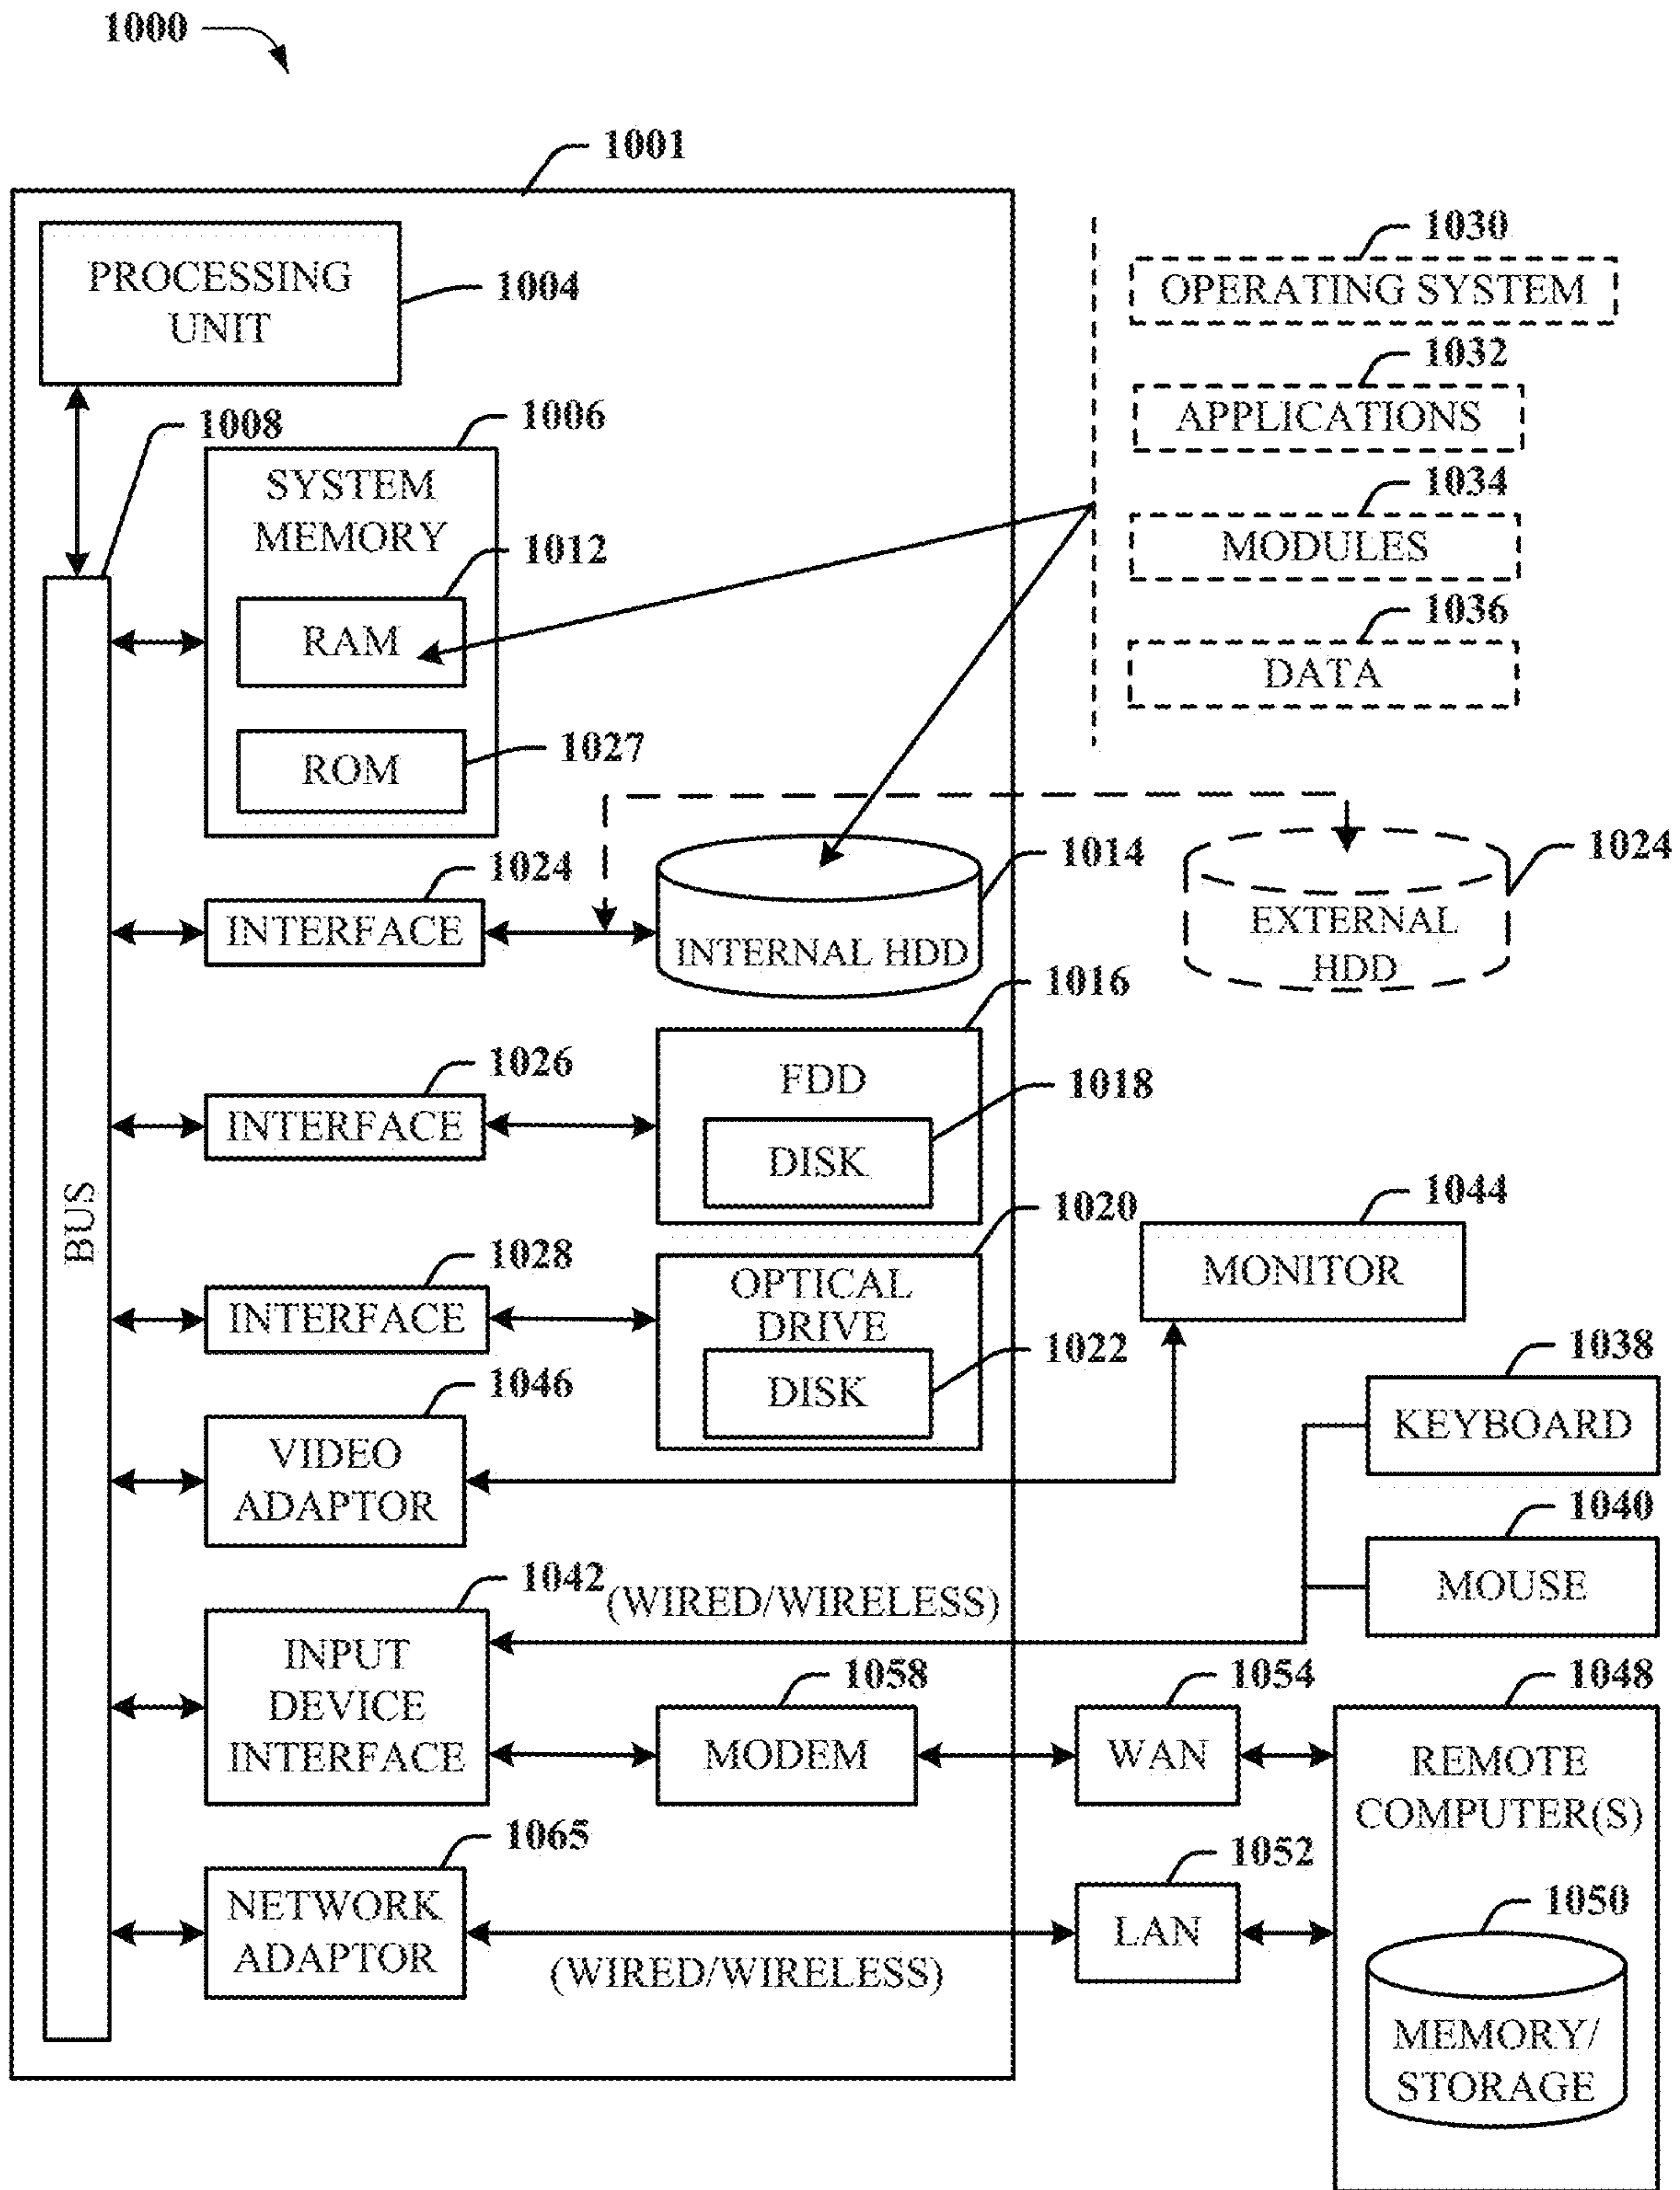 1000
1001
PROCESSING
UNIT
1004
1008
1006
SYSTEM
MEMORY
1012
RAM
ROM
1027
1030
OPERATING SYSTEM
1032
APPLICATIONS
1034
MODULES
1036
DATA
1024
INTERFACE
1014
INTERNAL HDD
1024
EXTERNAL
HDD
1026
INTERFACE
1016
FDD
1018
DISK
BUS
1028
INTERFACE
1020
OPTICAL
DRIVE
1022
DISK
1044
MONITOR
1046
VIDEO
ADAPTOR
1038
KEYBOARD
1040
MOUSE
1042
(WIRED/WIRELESS)
INPUT
DEVICE
INTERFACE
1058
MODEM
1054
WAN
1048
REMOTE
COMPUTER(S)
1065
NETWORK
ADAPTOR
(WIRED/WIRELESS)
1052
LAN
1050
MEMORY/
STORAGE